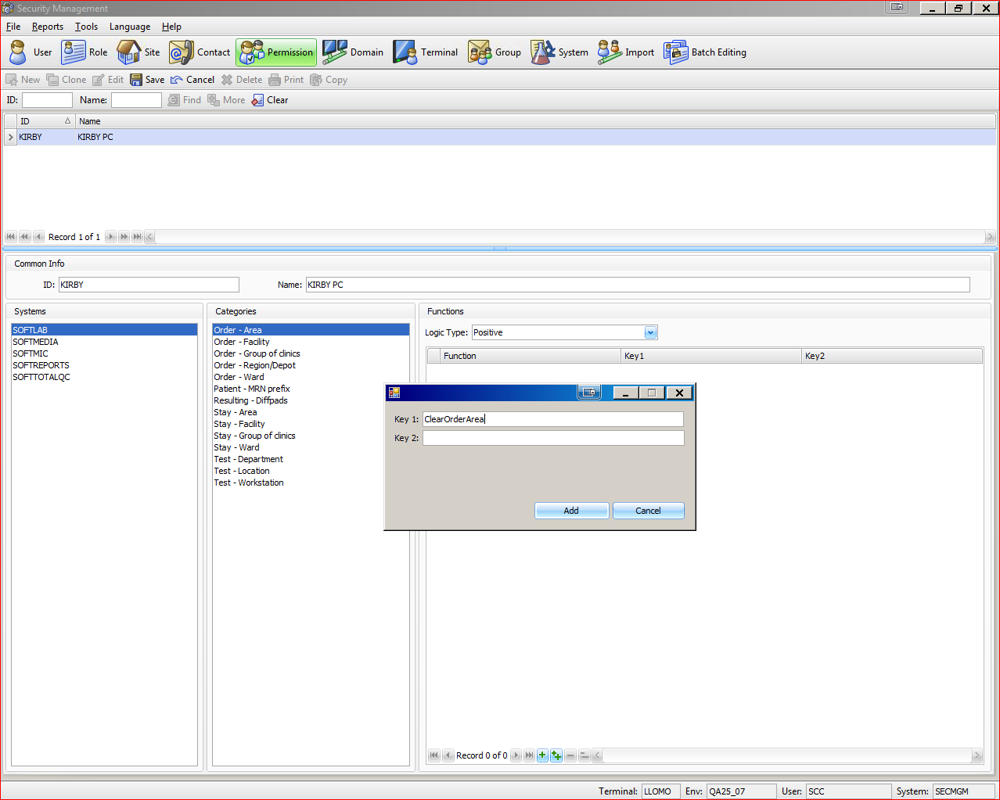 Security Management
File Reports Tools Language Help
User Role Site Contact Permission Domain Terminal Group System Import Batch Editing
New Clone Edit Save Cancel Delete Print Copy
ID: Name: Find More Clear
ID Name
KIRBY KIRBY PC
Record 1 of 1
Common Info
ID: KIRBY Name: KIRBY PC
Systems
SOFTLAB
SOFTMEDIA
SOFTMIC
SOFTREPORTS
SOFTTOTALQC
Categories
Order - Area
Order - Facility
Order - Group of clinics
Order - Region/Depot
Order - Ward
Patient - MRN prefix
Resulting - Diffpads
Stay - Area
Stay - Facility
Stay - Group of clinics
Stay - Ward
Test - Department
Test - Location
Test - Workstation
Functions
Logic Type: Positive
Function Key1 Key2
Key 1: ClearOrderArea
Key 2:
Add Cancel
Record 0 of 0
Terminal: LLOMO Env: QA25_07 User: SCC System: SECMGM